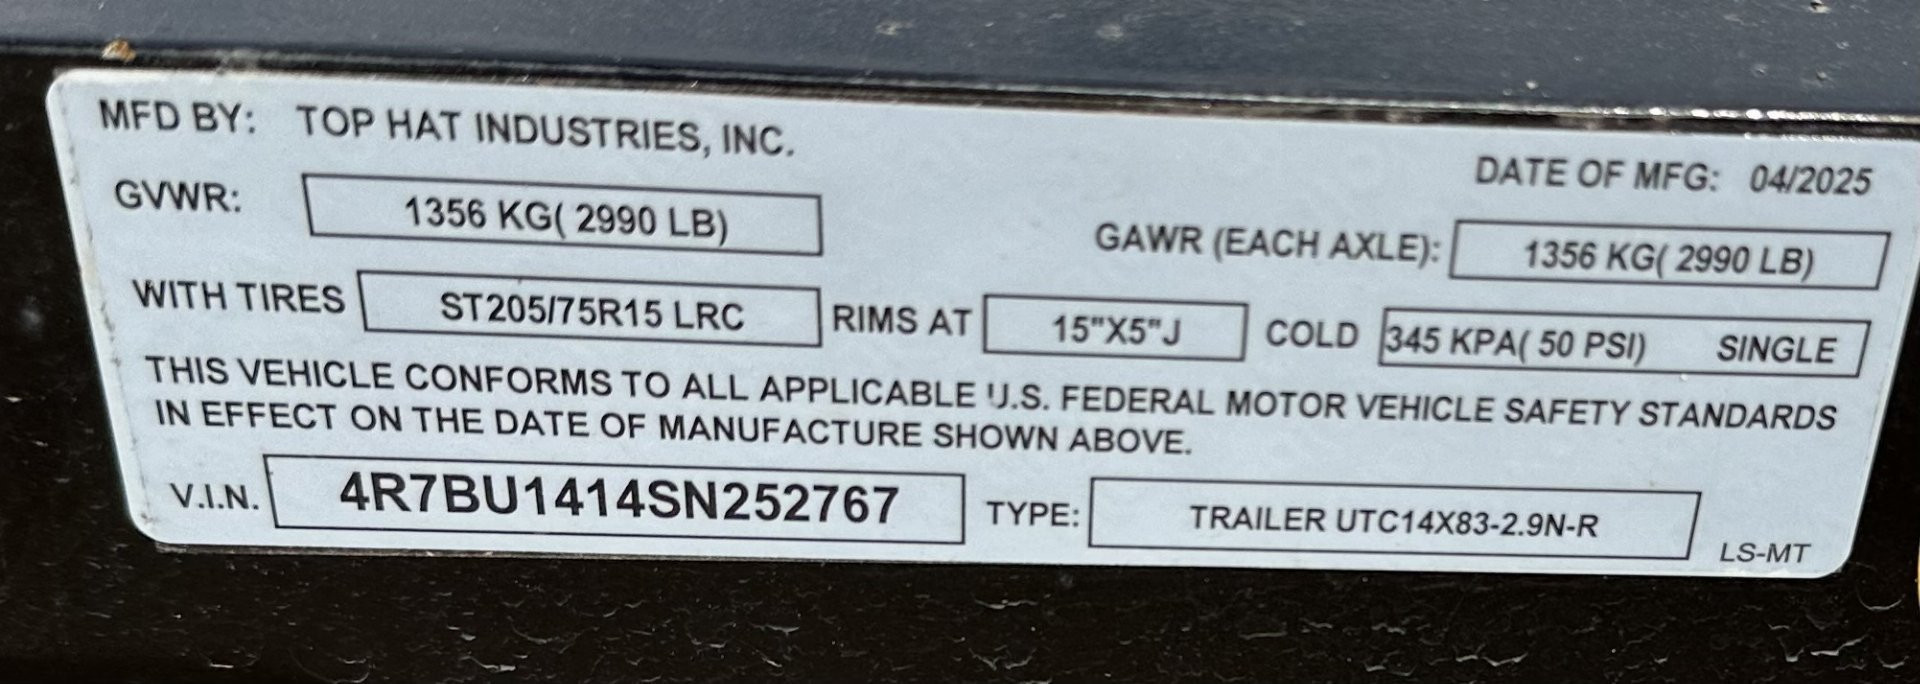 MFD BY: TOP HAT INDUSTRIES, INC.
DATE OF MFG: 04/2025
GVWR: 1356 KG( 2990 LB)
GAWR (EACH AXLE): 1356 KG( 2990 LB)
WITH TIRES ST205/75R15 LRC RIMS AT 15"X5"J COLD 345 KPA( 50 PSI) SINGLE
THIS VEHICLE CONFORMS TO ALL APPLICABLE U.S. FEDERAL MOTOR VEHICLE SAFETY STANDARDS
IN EFFECT ON THE DATE OF MANUFACTURE SHOWN ABOVE.
V.I.N. 4R7BU1414SN252767 TYPE: TRAILER UTC14X83-2.9N-R
LS-MT